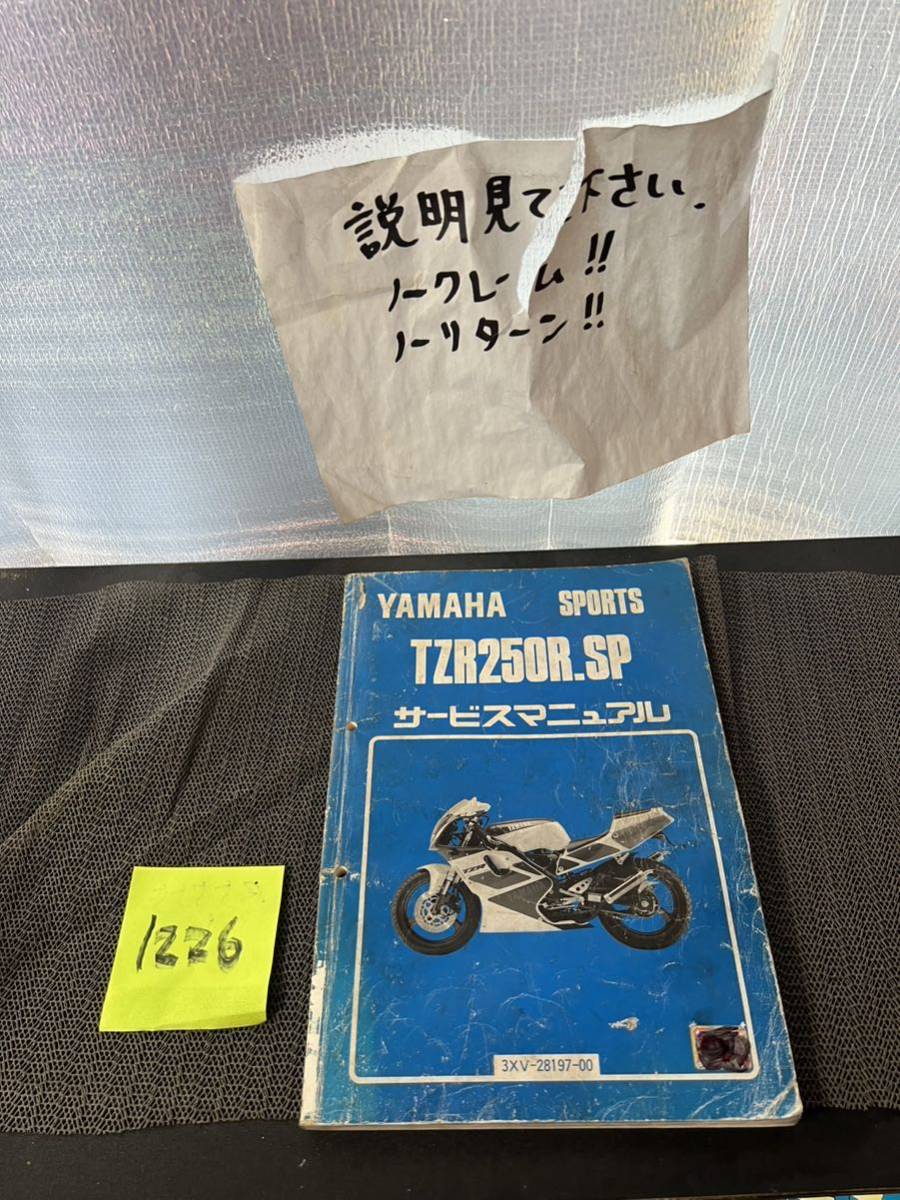 説明見て下さい.
ノークレーム!!
ノーリターン!!
YAMAHA SPORTS
TZR250R.SP
サービスマニュアル
3XV-28197-00
1226